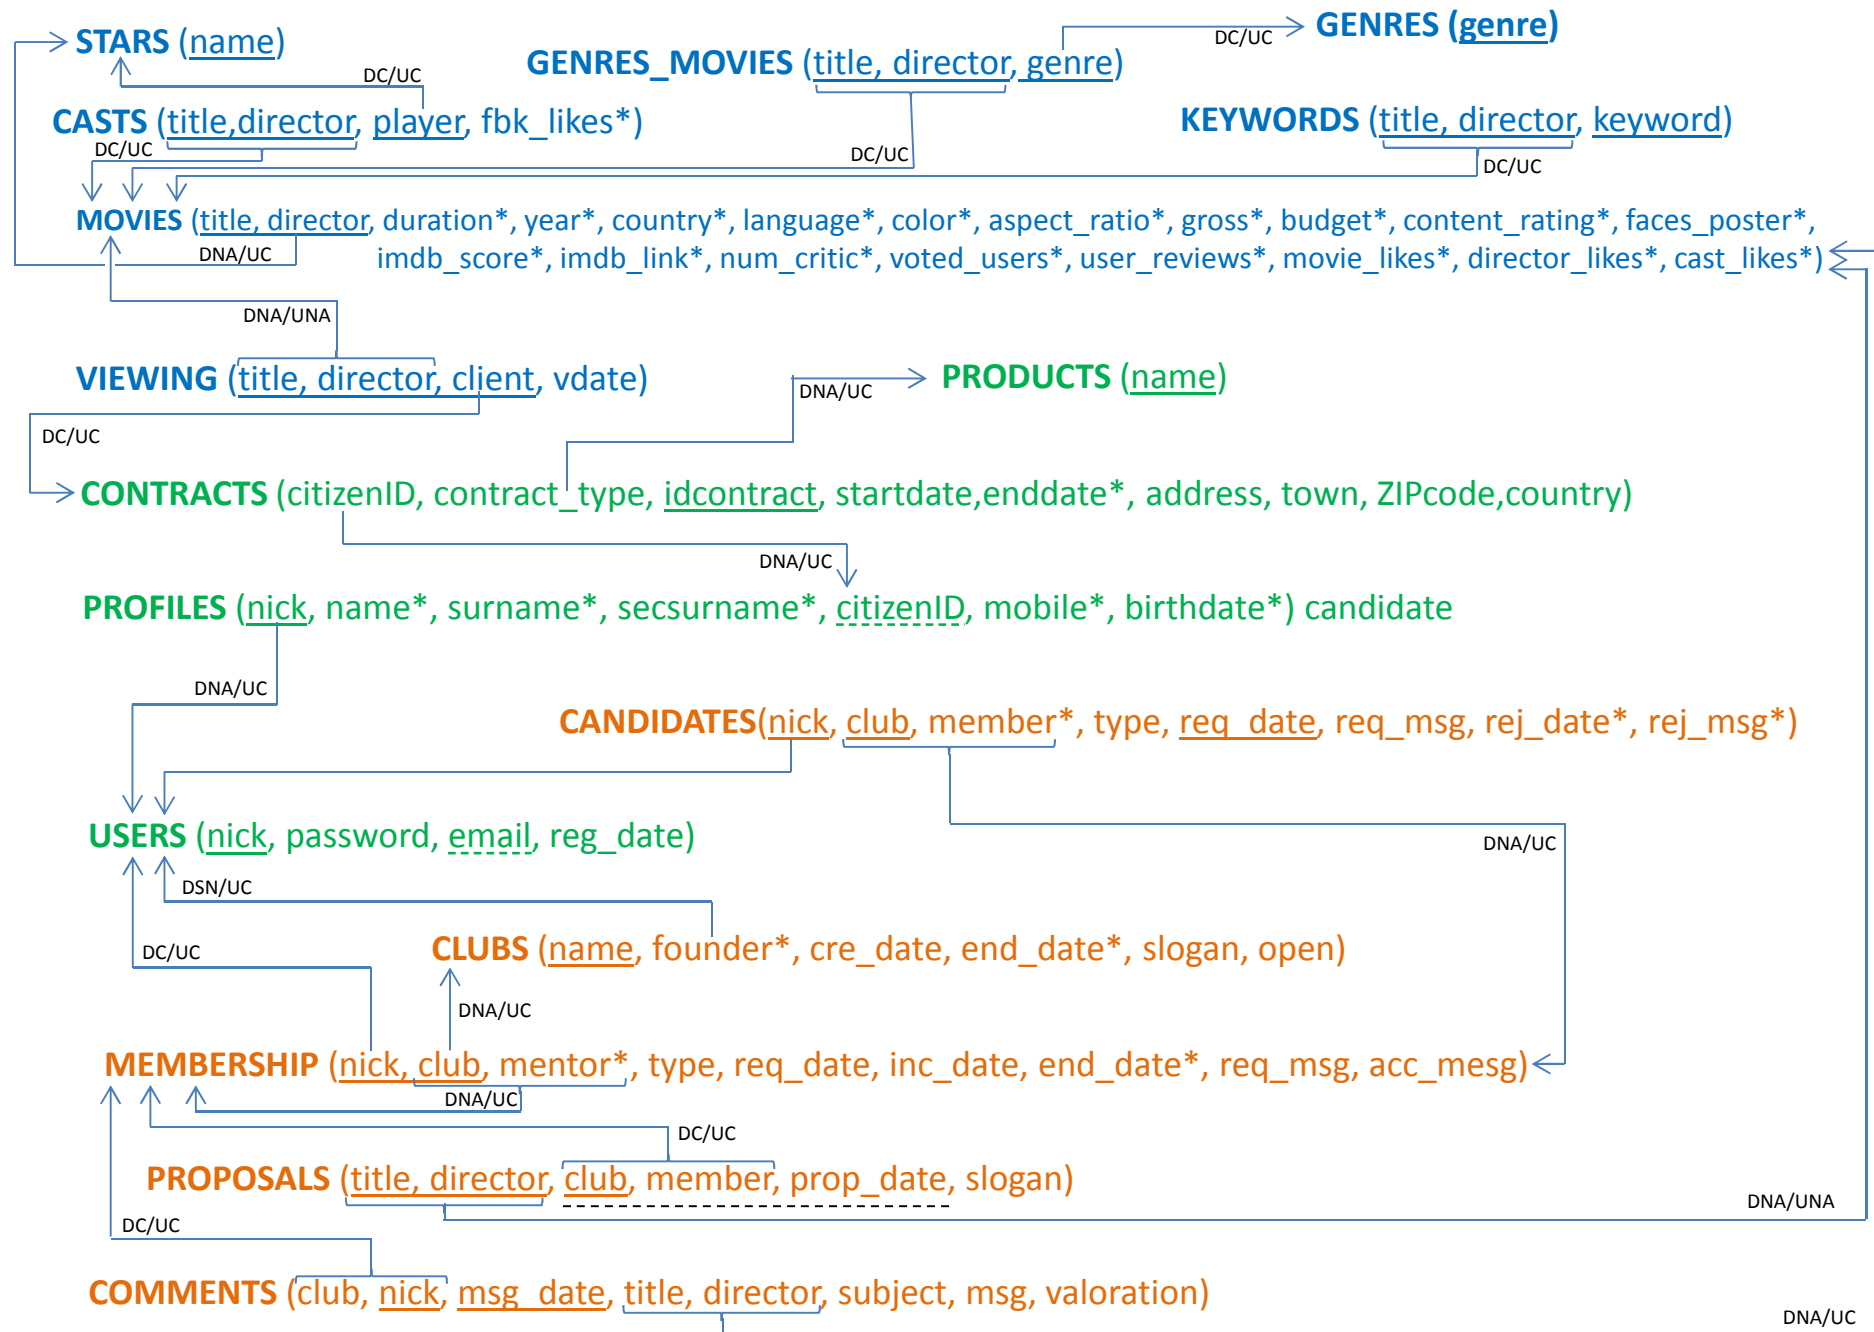 GENRES (genre)
STARS (name)
DC/UC
GENRES_MOVIES (title, director, genre)
DC/UC
CASTS (title,director, player, fbk_likes*)
KEYWORDS (title, director, keyword)
DC/UC
DC/UC
DC/UC
MOVIES (title, director, duration*, year*, country*, language*, color*, aspect_ratio*, gross*, budget*, content_rating*, faces_poster*,
DNA/UC
imdb_score*, imdb_link*, num_critic*, voted_users*, user_reviews*, movie_likes*, director_likes*, cast_likes*)
DNA/UNA
VIEWING (title, director, client, vdate)
PRODUCTS (name)
DNA/UC
DC/UC
CONTRACTS (citizenID, contract_type, idcontract, startdate,enddate*, address, town, ZIPcode,country)
DNA/UC
PROFILES (nick, name*, surname*, secsurname*, citizenID, mobile*, birthdate*) candidate
DNA/UC
CANDIDATES(nick, club, member*, type, req_date, req_msg, rej_date*, rej_msg*)
USERS (nick, password, email, reg_date)
DNA/UC
DSN/UC
CLUBS (name, founder*, cre_date, end_date*, slogan, open)
DC/UC
DNA/UC
MEMBERSHIP (nick, club, mentor*, type, req_date, inc_date, end_date*, req_msg, acc_mesg)
DNA/UC
DC/UC
PROPOSALS (title, director, club, member, prop_date, slogan)
DNA/UNA
DC/UC
COMMENTS (club, nick, msg_date, title, director, subject, msg, valoration)
DNA/UC